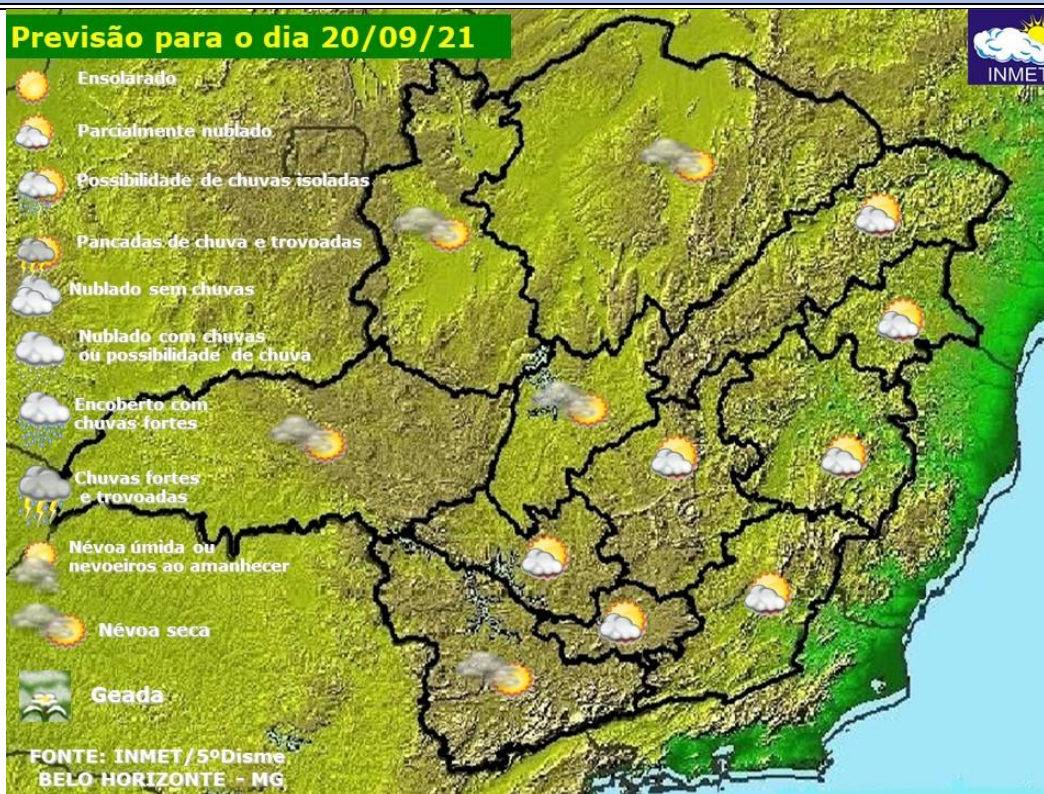 Previsão para o dia 20/09/21
INMET
Ensolarado
Parcialmente nublado
Possibilidade de chuvas isoladas
Pancadas de chuva e trovoadas
Nublado sem chuvas
Nublado com chuvas
ou possibilidade de chuva
Encoberto com
chuvas fortes
Chuvas fortes
e trovoadas
Névoa úmida ou
nevoeiros ao amanhecer
Névoa seca
Geada
FONTE: INMET/5ºDisme
BELO HORIZONTE - MG